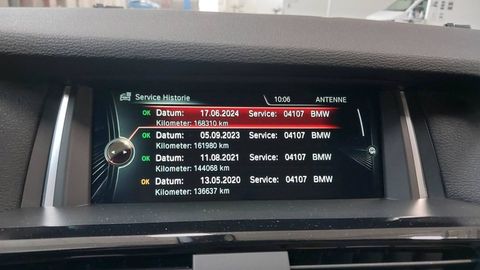 Service Historie 10:06 ANTENNE
OK Datum: 17.06.2024 Service: 04107 BMW
Kilometer: 168310 km
OK Datum: 05.09.2023 Service: 04107 BMW
Kilometer: 161980 km
OK Datum: 11.08.2021 Service: 04107 BMW
Kilometer: 144068 km
OK Datum: 13.05.2020 Service: 04107 BMW
Kilometer: 136637 km